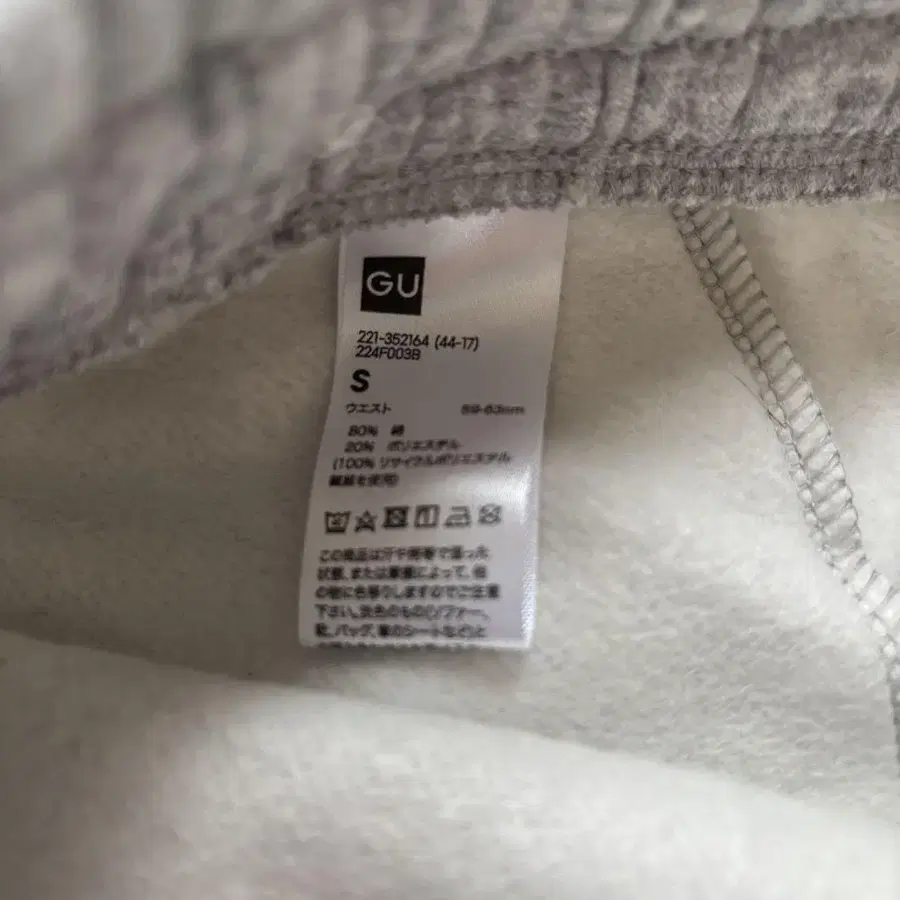 GU
221-352164 (44-17)
224F003B
S
ウエスト 59-63cm
80% 綿
20% ポリエステル
(100% リサイクルポリエステル
繊維を使用)
この商品は汗や雨等で湿った
状態、または摩擦によって、他
の物に色移りしますのでご注意
下さい。淡色のもの(ソファー、
靴、バッグ、車のシートなど)と